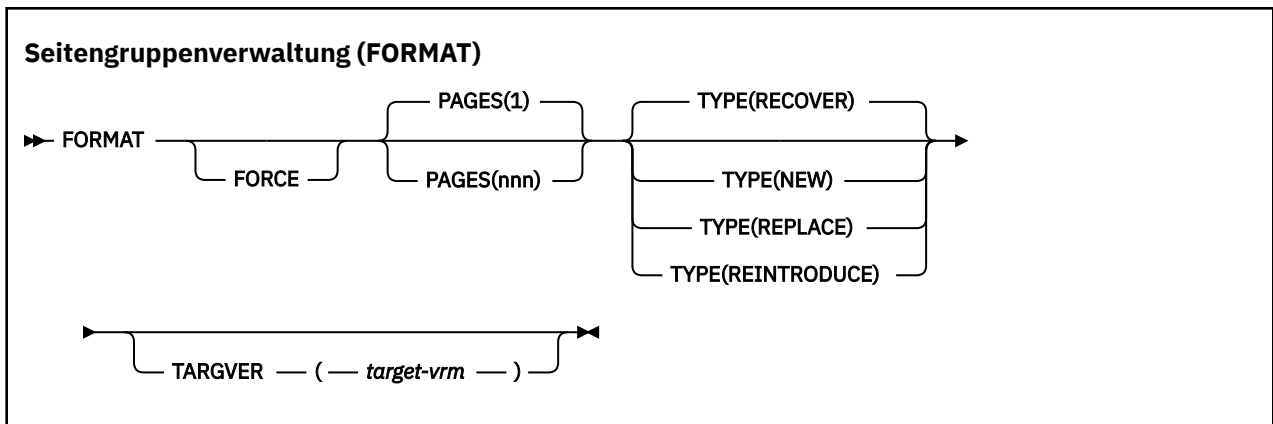 Seitengruppenverwaltung (FORMAT)
PAGES(1) TYPE(RECOVER)
FORMAT
FORCE PAGES(nnn) TYPE(NEW)
TYPE(REPLACE)
TYPE(REINTRODUCE)
TARGVER ( target-vrm )